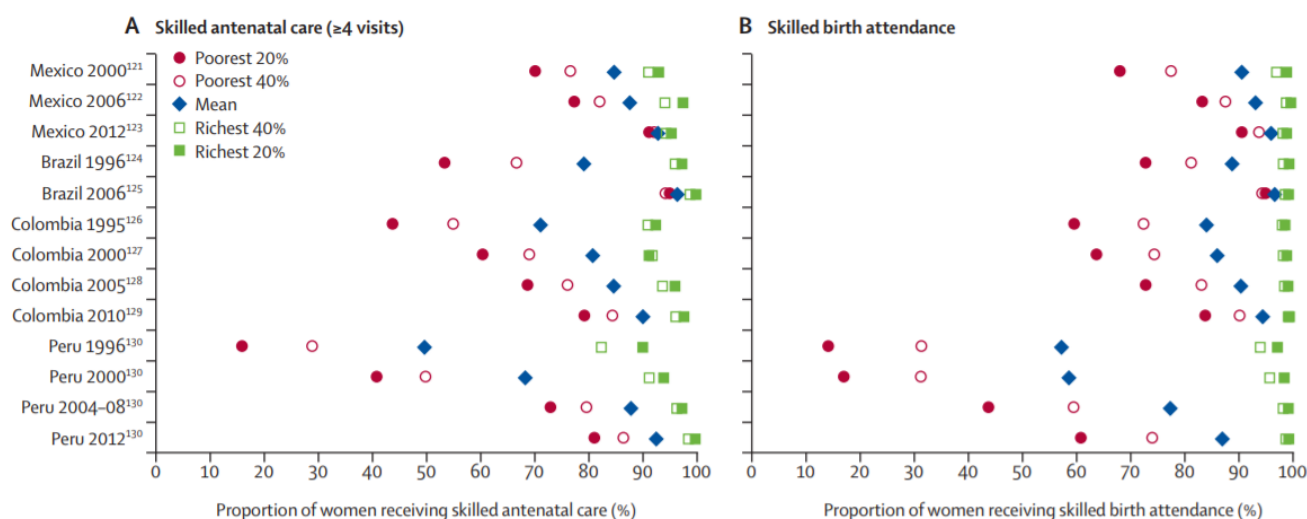 A Skilled antenatal care (≥4 visits)
Poorest 20%
Poorest 40%
Mean
Richest 40%
Richest 20%
Mexico 2000¹²¹
Mexico 2006¹²²
Mexico 2012¹²³
Brazil 1996¹²⁴
Brazil 2006¹²⁵
Colombia 1995¹²⁶
Colombia 2000¹²⁷
Colombia 2005¹²⁸
Colombia 2010¹²⁹
Peru 1996¹³⁰
Peru 2000¹³⁰
Peru 2004–08¹³⁰
Peru 2012¹³⁰
0 10 20 30 40 50 60 70 80 90 100
Proportion of women receiving skilled antenatal care (%)
B Skilled birth attendance
0 10 20 30 40 50 60 70 80 90 100
Proportion of women receiving skilled birth attendance (%)